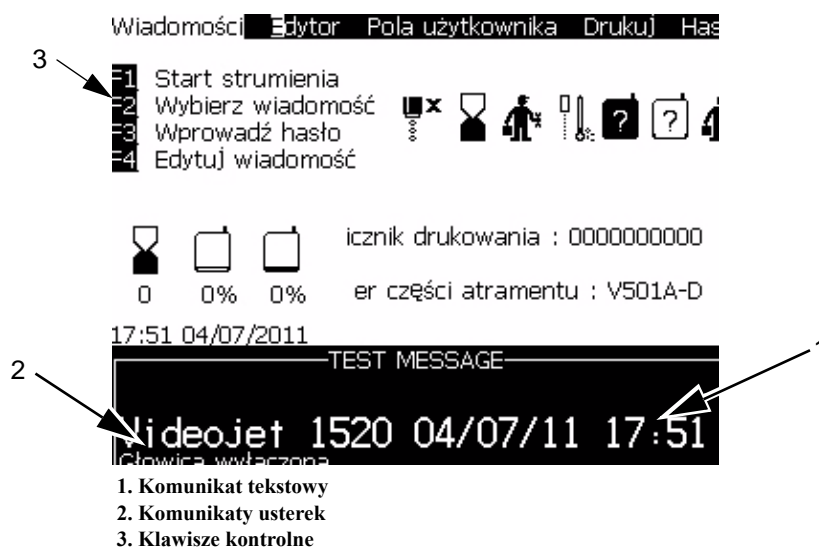 Wiadomości Edytor Pola użytkownika Drukuj Has
3
F1 Start strumienia
F2 Wybierz wiadomość
F3 Wprowadź hasło
F4 Edytuj wiadomość
x ? ?
icznik drukowania : 0000000000
0 0% 0% er części atramentu : V501A-D
17:51 04/07/2011
TEST MESSAGE
2
Videojet 1520 04/07/11 17:51
Głowica wyłączona
1. Komunikat tekstowy
2. Komunikaty usterek
3. Klawisze kontrolne